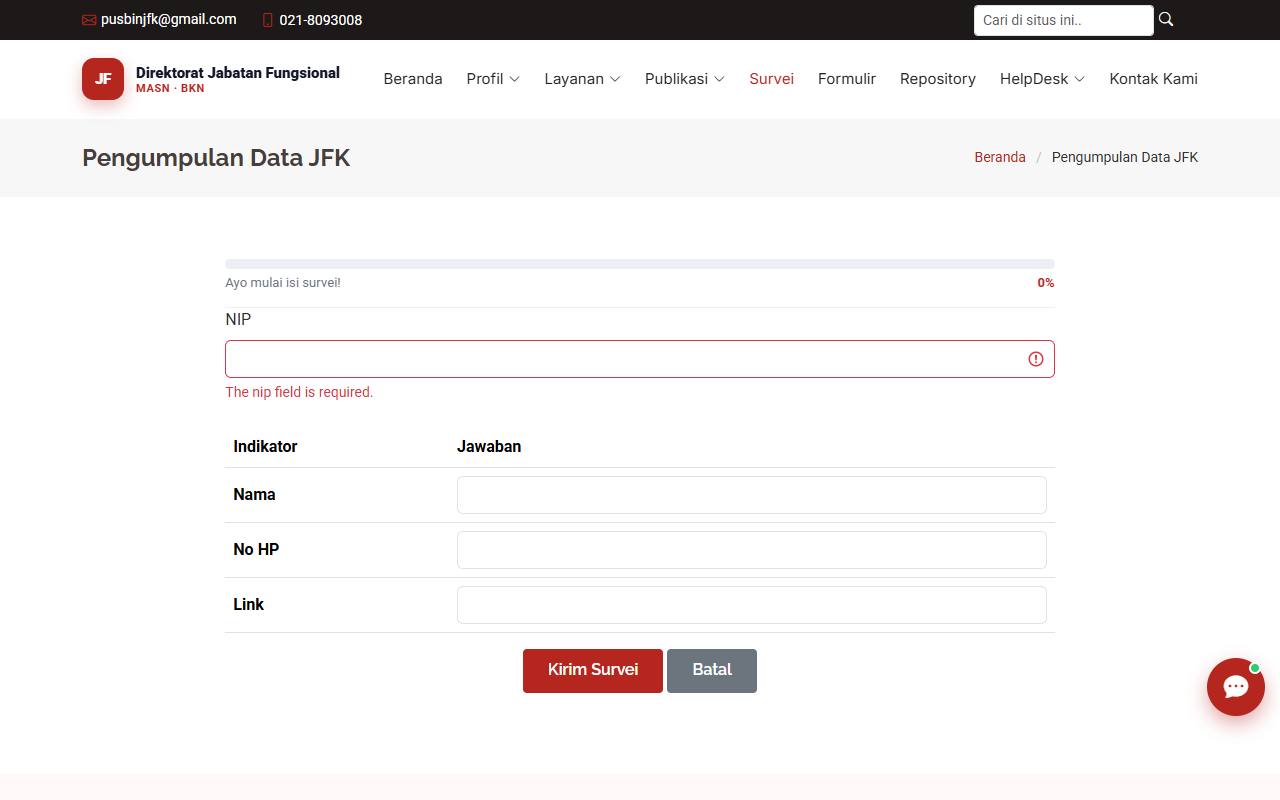 pusbinjfk@gmail.com 021-8093008 Cari di situs ini..
JF Direktorat Jabatan Fungsional
MASN · BKN
Beranda Profil Layanan Publikasi Survei Formulir Repository HelpDesk Kontak Kami
Pengumpulan Data JFK
Beranda / Pengumpulan Data JFK
Ayo mulai isi survei! 0%
NIP
The nip field is required.
Indikator Jawaban
Nama
No HP
Link
Kirim Survei Batal